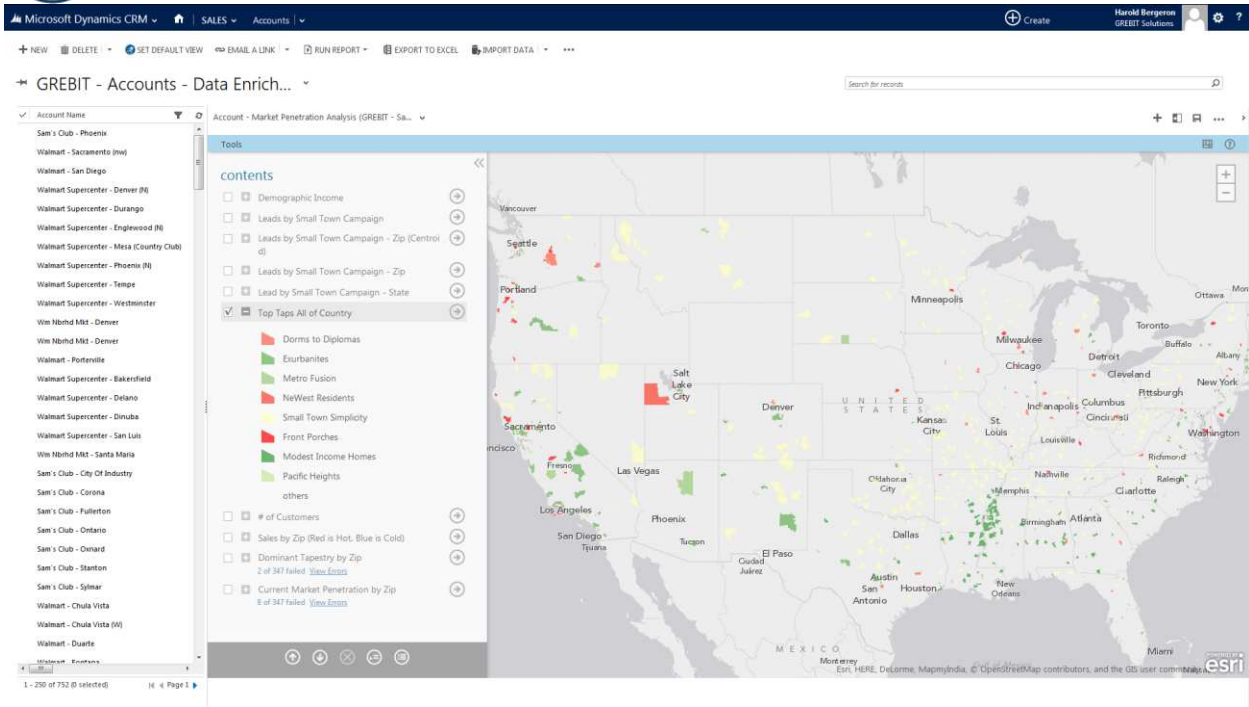 Microsoft Dynamics CRM
SALES
Accounts
Create
Harold Bergeron
GREBIT Solutions
?
NEW
DELETE
SET DEFAULT VIEW
EMAIL A LINK
RUN REPORT
EXPORT TO EXCEL
IMPORT DATA
GREBIT - Accounts - Data Enrich...
Search for records
Account Name
Sam's Club - Phoenix
Walmart - Sacramento (nw)
Walmart - San Diego
Walmart Supercenter - Denver (N)
Walmart Supercenter - Durango
Walmart Supercenter - Englewood (N)
Walmart Supercenter - Mesa (Country Club)
Walmart Supercenter - Phoenix (N)
Walmart Supercenter - Tempe
Walmart Supercenter - Westminster
Wm Nbrhd Mkt - Denver
Wm Nbrhd Mkt - Denver
Walmart - Porterville
Walmart Supercenter - Bakersfield
Walmart Supercenter - Delano
Walmart Supercenter - Dinuba
Walmart Supercenter - San Luis
Wm Nbrhd Mkt - Santa Maria
Sam's Club - City Of Industry
Sam's Club - Corona
Sam's Club - Fullerton
Sam's Club - Ontario
Sam's Club - Oxnard
Sam's Club - Stanton
Sam's Club - Sylmar
Walmart - Chula Vista
Walmart - Chula Vista (W)
Walmart - Duarte
Walmart - Fontana
1 - 250 of 752 (0 selected)
Page 1
Account - Market Penetration Analysis (GREBIT - Sa...
Tools
contents
Demographic Income
Leads by Small Town Campaign
Leads by Small Town Campaign - Zip (Centroi
d)
Leads by Small Town Campaign - Zip
Lead by Small Town Campaign - State
Top Taps All of Country
Dorms to Diplomas
Exurbanites
Metro Fusion
NeWest Residents
Small Town Simplicity
Front Porches
Modest Income Homes
Pacific Heights
others
# of Customers
Sales by Zip (Red is Hot, Blue is Cold)
Dominant Tapestry by Zip
2 of 347 failed View Errors
Current Market Penetration by Zip
8 of 347 failed View Errors
Vancouver
Seattle
Portland
Minneapolis
Ottawa
Mon
Toronto
Milwaukee
Buffalo
Detroit
Albany
Chicago
Cleveland
Salt
Lake
City
New York
Pittsburgh
Denver
UNITED
STATES
Indianapolis
Columbus
Cincinnati
Sacramento
Kansas
City
St.
Louis
Washington
Louisville
ncisco
Richmond
Fresno
Las Vegas
Nashville
Raleigh
Oklahoma
City
Memphis
Charlotte
Los Angeles
Phoenix
Birmingham
Atlanta
San Diego
Tijuana
Tucson
Dallas
El Paso
Ciudad
Juárez
Austin
San
Antonio
Houston
New
Orleans
MEXICO
Monterrey
Miami
Esri, HERE, DeLorme, MapmyIndia, © OpenStreetMap contributors, and the GIS user community
esri